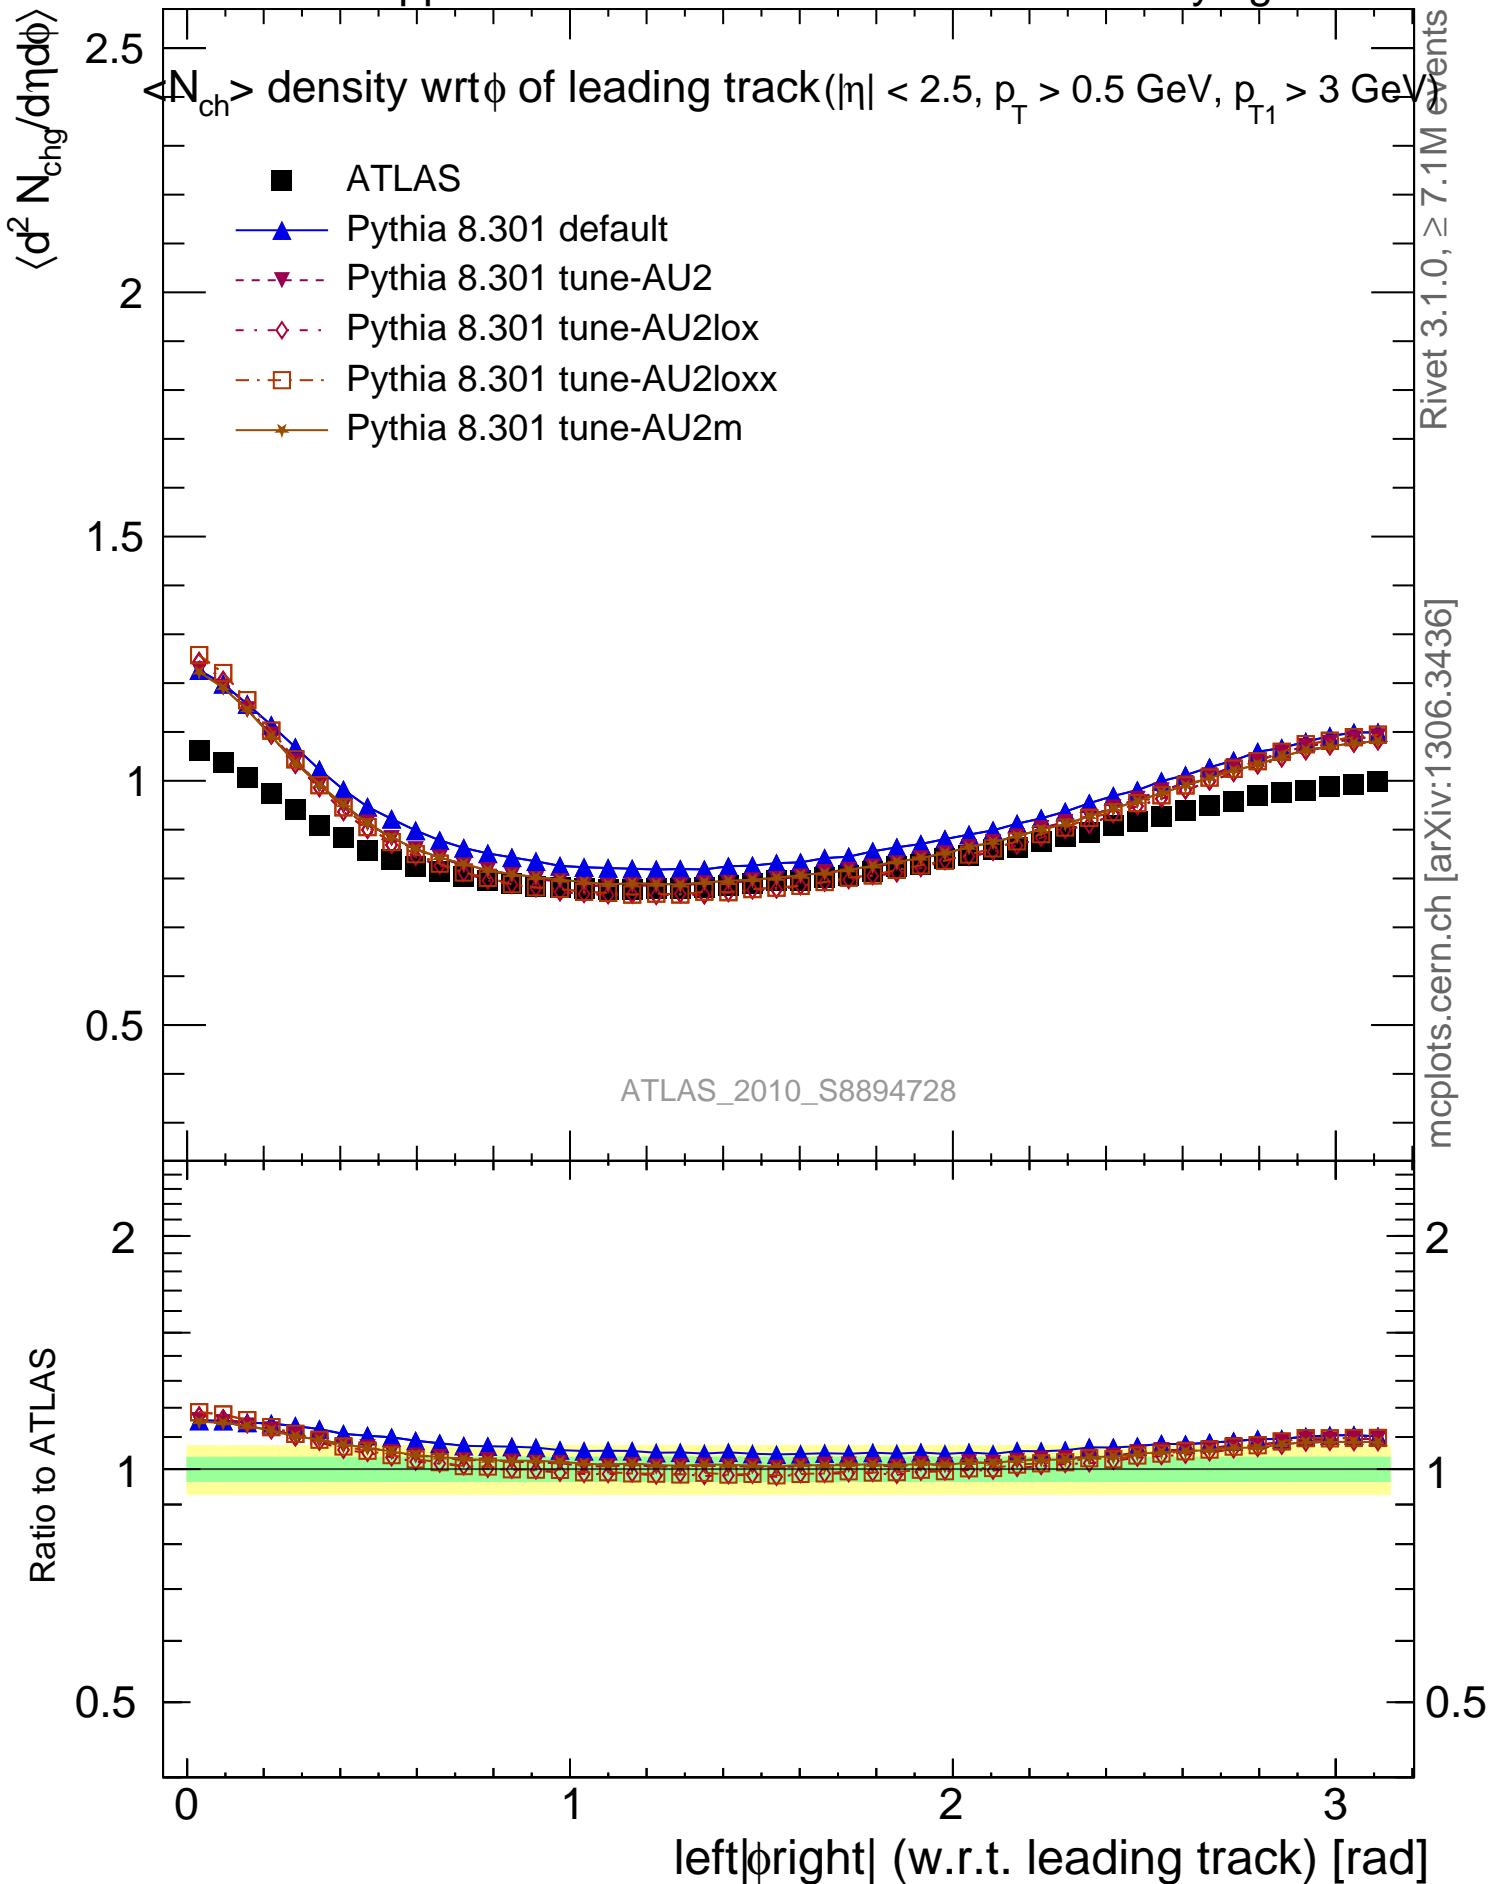 pp
⟨d² N_chg/dηdϕ⟩
<N_ch> density wrt ϕ of leading track (|η| < 2.5, p_T > 0.5 GeV, p_T1 > 3 GeV)
ATLAS
Pythia 8.301 default
Pythia 8.301 tune-AU2
Pythia 8.301 tune-AU2lox
Pythia 8.301 tune-AU2loxx
Pythia 8.301 tune-AU2m
2.5
2
1.5
1
0.5
ATLAS_2010_S8894728
Rivet 3.1.0, ≥ 7.1M events
mcplots.cern.ch [arXiv:1306.3436]
Ratio to ATLAS
2
1
0.5
2
1
0.5
0 1 2 3
left|ϕright| (w.r.t. leading track) [rad]